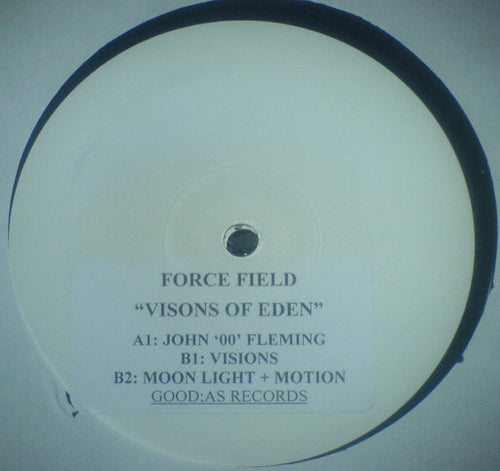 FORCE FIELD
“VISONS OF EDEN”
A1: JOHN ‘00’ FLEMING
B1: VISIONS
B2: MOON LIGHT + MOTION
GOOD;AS RECORDS